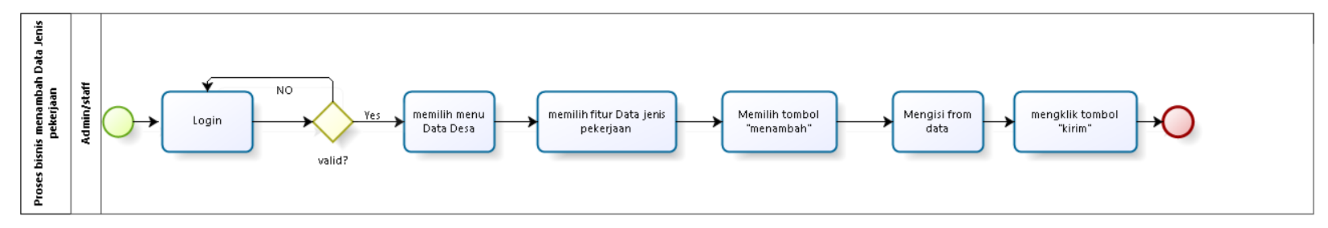 Proses bisnis menambah Data Jenis
pekerjaan
Admin/staff
Login
NO
valid?
Yes
memilih menu
Data Desa
memilih fitur Data jenis
pekerjaan
Memilih tombol
"menambah"
Mengisi from
data
mengklik tombol
"kirim"